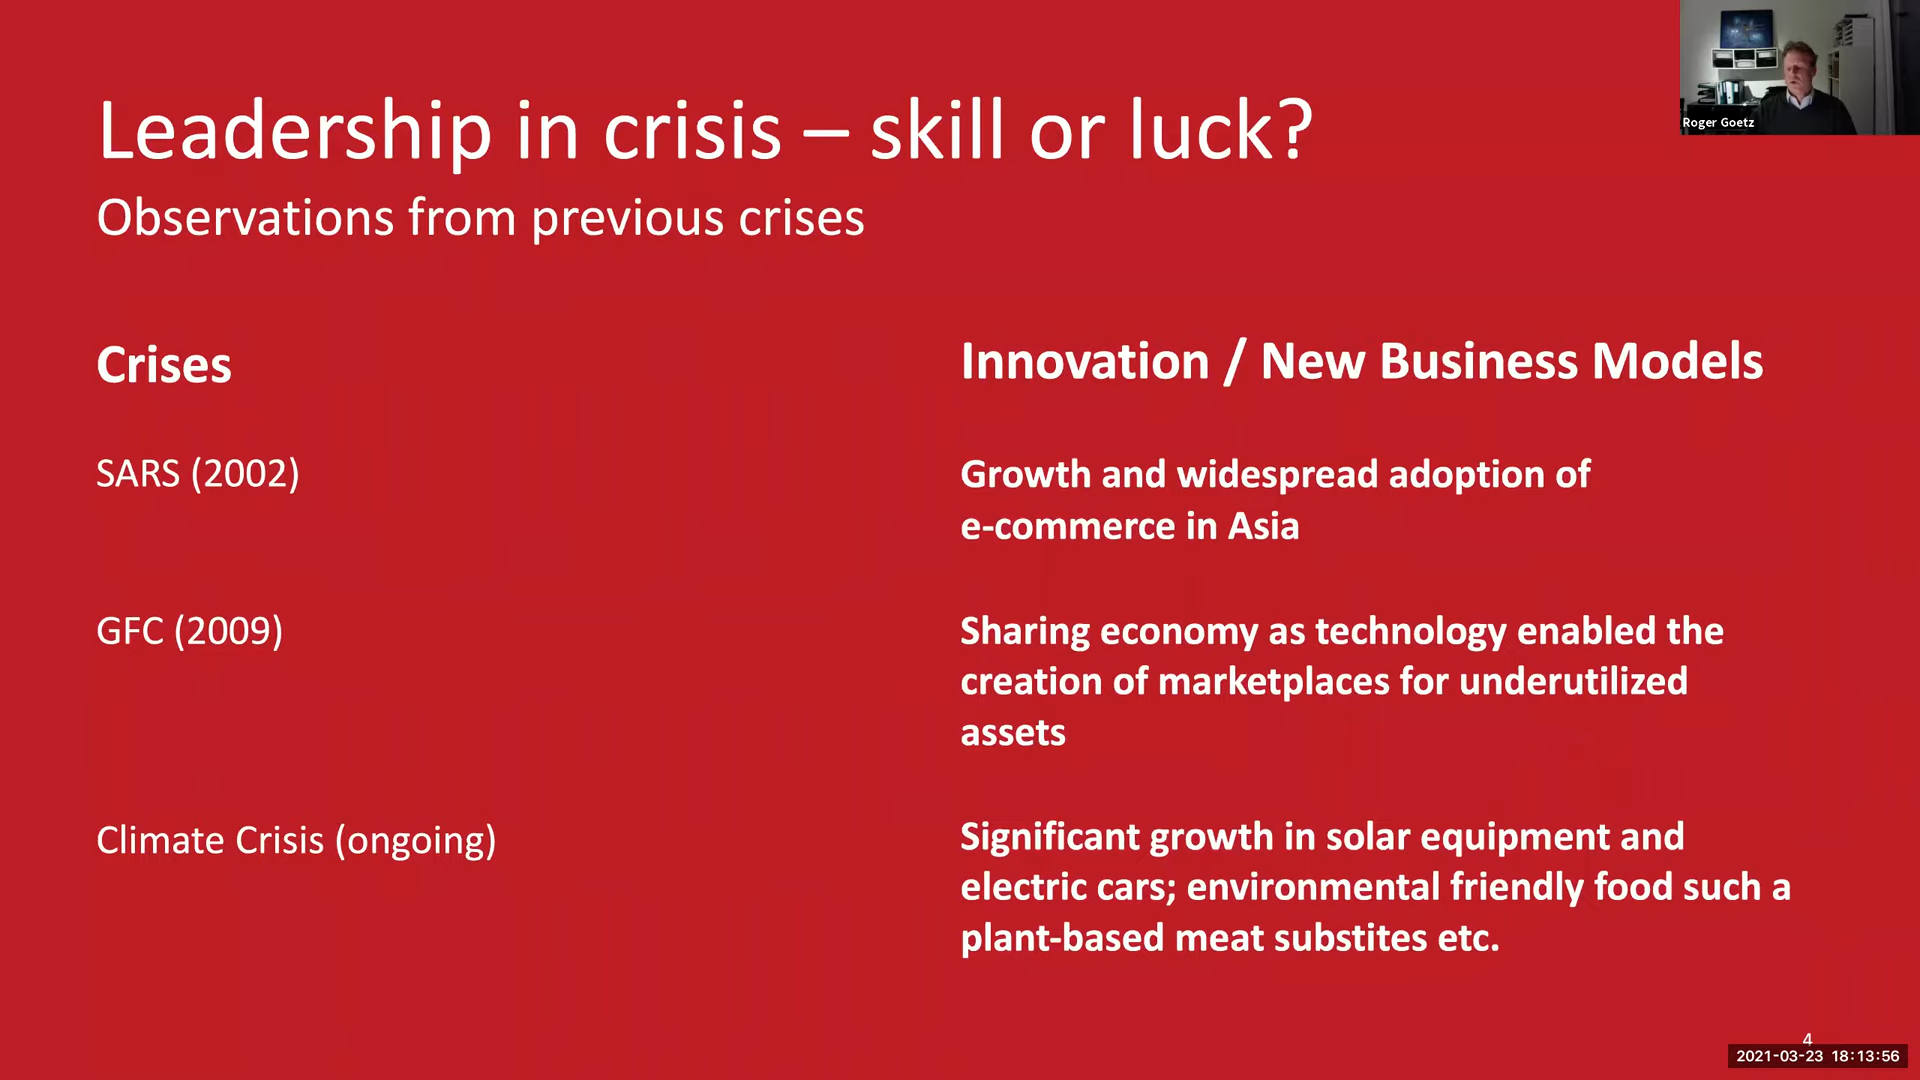 Leadership in crisis – skill or luck?
Observations from previous crises
Roger Goetz
Crises
Innovation / New Business Models
SARS (2002)
Growth and widespread adoption of
e-commerce in Asia
GFC (2009)
Sharing economy as technology enabled the
creation of marketplaces for underutilized
assets
Climate Crisis (ongoing)
Significant growth in solar equipment and
electric cars; environmental friendly food such a
plant-based meat substites etc.
4
2021-03-23 18:13:56